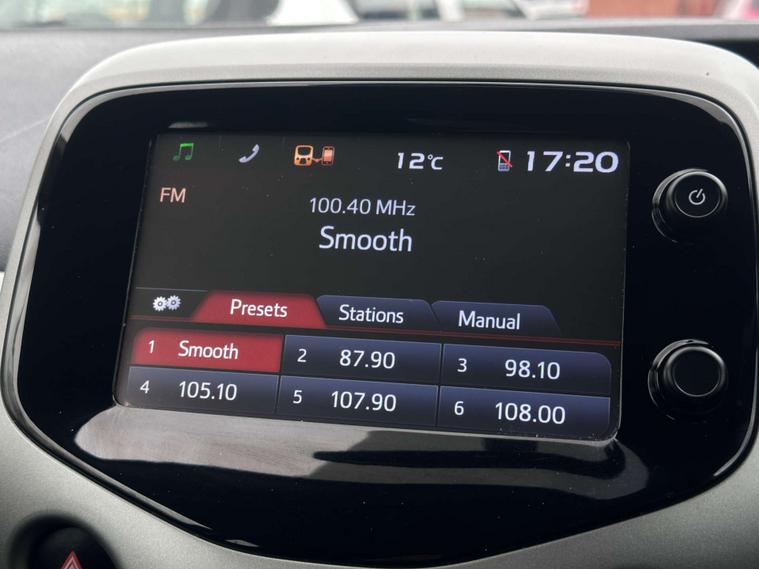 12°C 17:20
FM
100.40 MHz
Smooth
Presets Stations Manual
1 Smooth 2 87.90 3 98.10
4 105.10 5 107.90 6 108.00